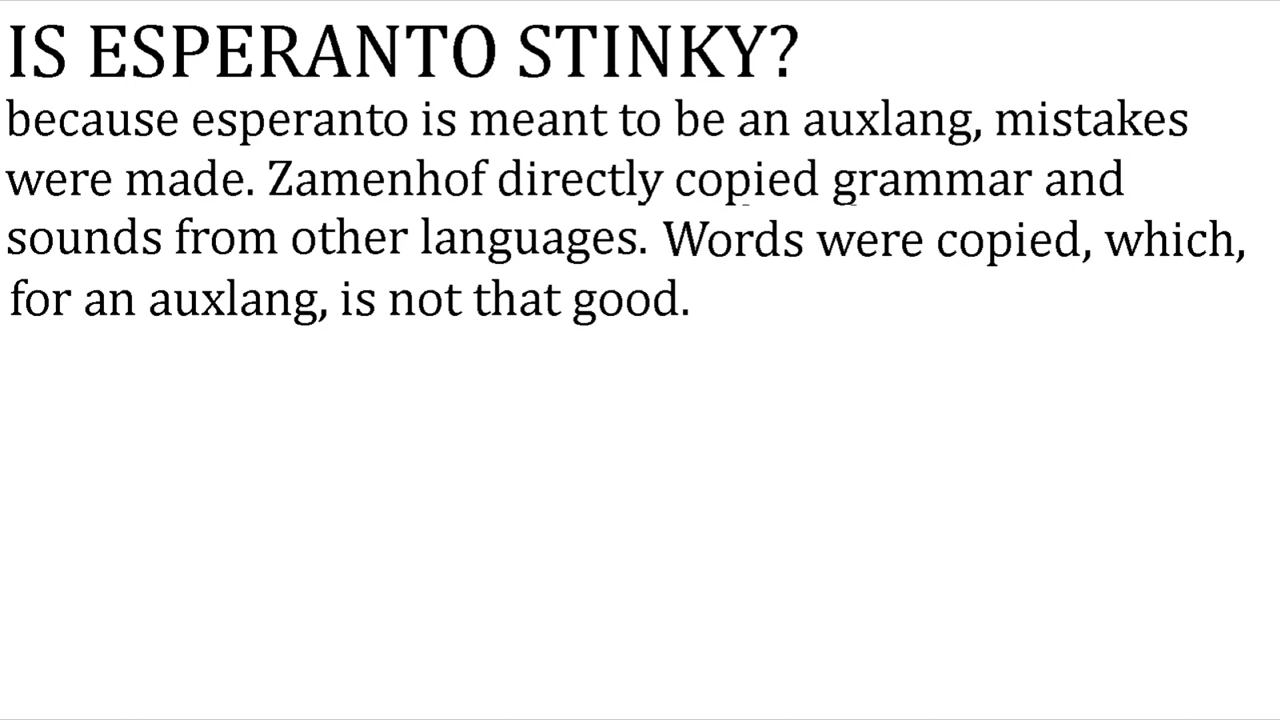 IS ESPERANTO STINKY?
because esperanto is meant to be an auxlang, mistakes
were made. Zamenhof directly copied grammar and
sounds from other languages. Words were copied, which,
for an auxlang, is not that good.